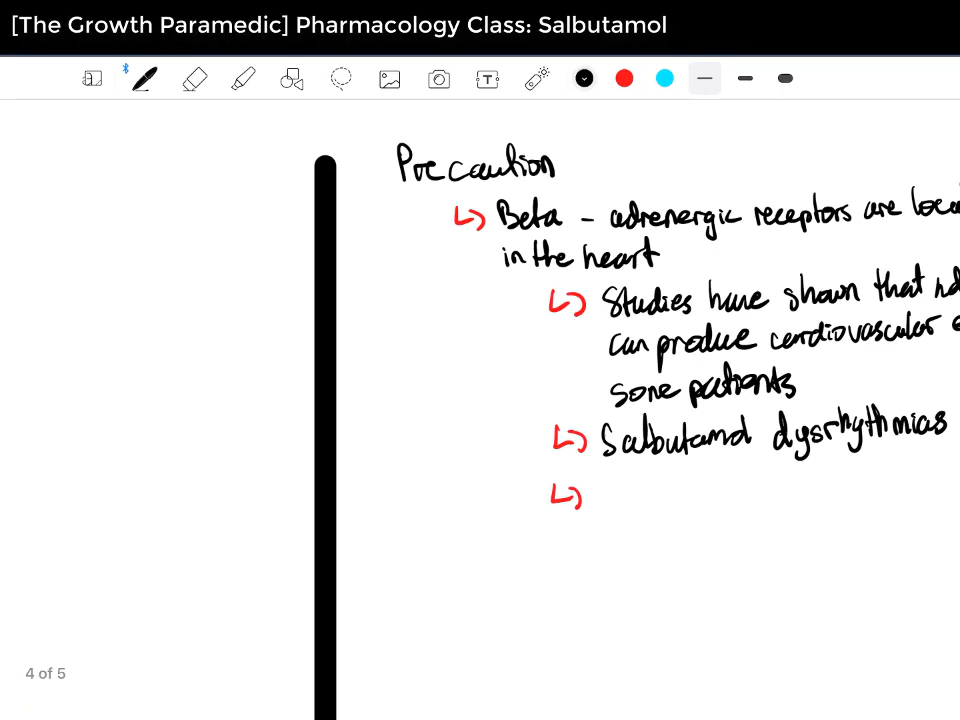 [The Growth Paramedic] Pharmacology Class: Salbutamol
T
Precaution
↳ Beta - adrenergic receptors are
in the heart
↳ Studies have shown that
can produce cardiovascular
some patients
↳ Salbutamol dysrhythmias
↳
4 of 5